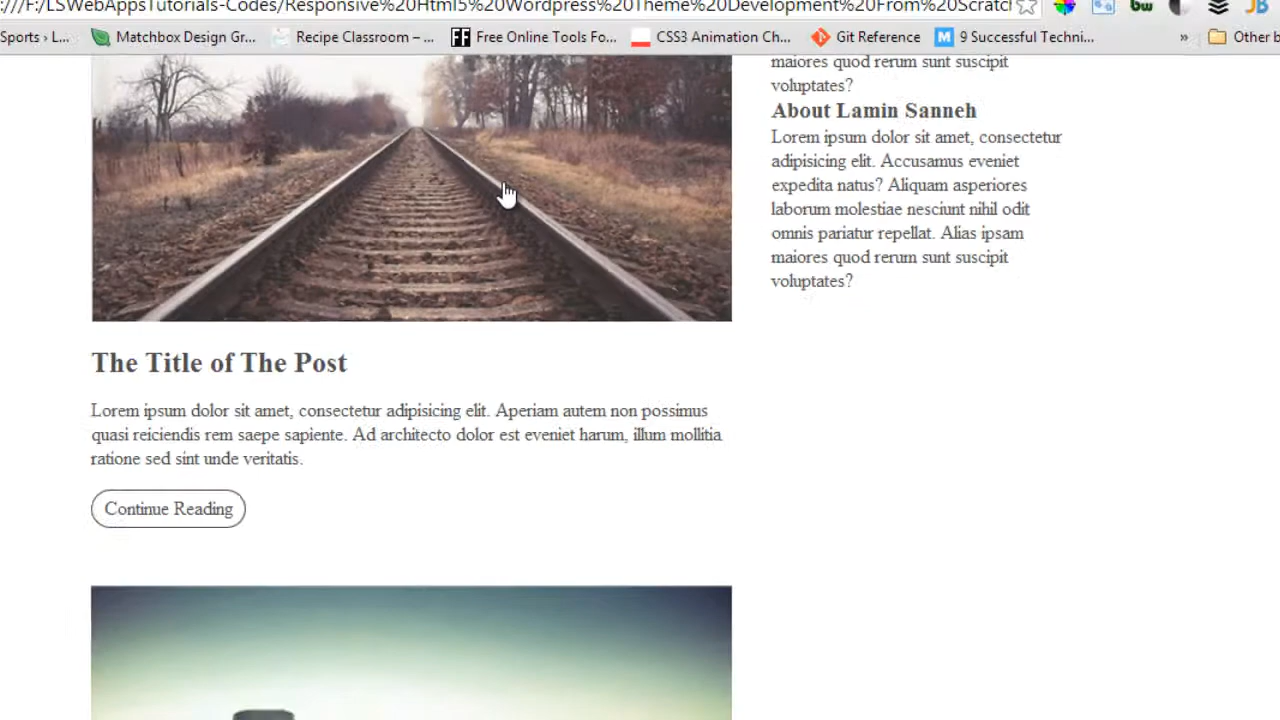 :///F:/LSWebAppsTutorials-Codes/Responsive%20Html5%20Wordpress%20Theme%20Development%20From%20Scratch
Sports › L... Matchbox Design Gr... Recipe Classroom – ... FF Free Online Tools Fo... CSS3 Animation Ch... Git Reference M 9 Successful Techni... » Other b
maiores quod rerum sunt suscipit
voluptates?
About Lamin Sanneh
Lorem ipsum dolor sit amet, consectetur
adipisicing elit. Accusamus eveniet
expedita natus? Aliquam asperiores
laborum molestiae nesciunt nihil odit
omnis pariatur repellat. Alias ipsam
maiores quod rerum sunt suscipit
voluptates?
The Title of The Post
Lorem ipsum dolor sit amet, consectetur adipisicing elit. Aperiam autem non possimus
quasi reiciendis rem saepe sapiente. Ad architecto dolor est eveniet harum, illum mollitia
ratione sed sint unde veritatis.
Continue Reading